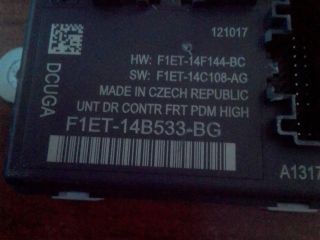 121017
HW: F1ET-14F144-BC
SW: F1ET-14C108-AG
MADE IN CZECH REPUBLIC
UNT DR CONTR FRT PDM HIGH
F1ET-14B533-BG
DCUGA
A1317